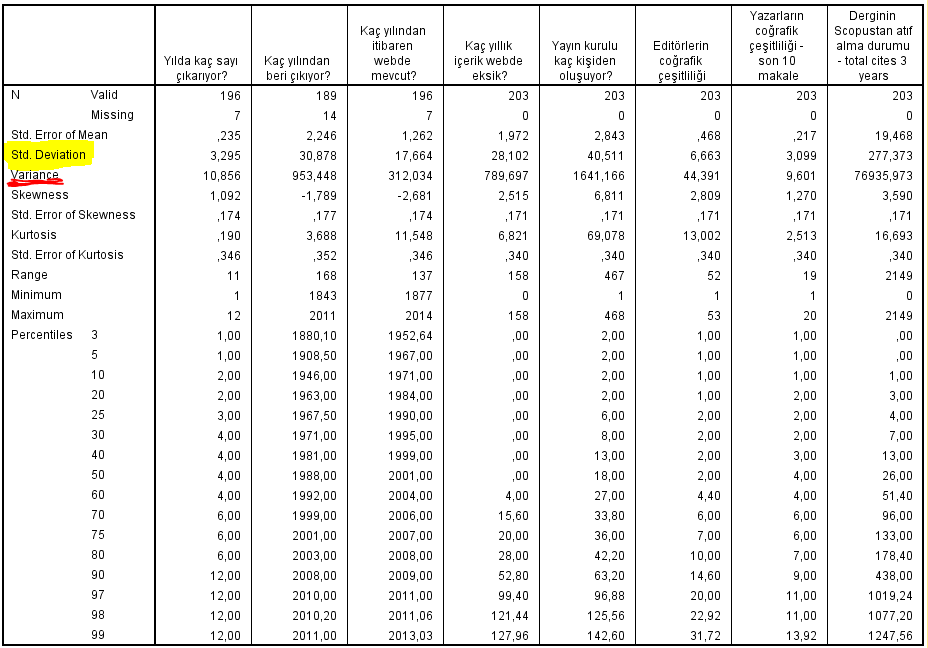 Yılda kaç sayı çıkarıyor? Kaç yılından beri çıkıyor? Kaç yılından itibaren webde mevcut? Kaç yıllık içerik webde eksik? Yayın kurulu kaç kişiden oluşuyor? Editörlerin coğrafik çeşitliliği Yazarların coğrafik çeşitliliği - son 10 makale Derginin Scopustan atıf alma durumu - total cites 3 years
N Valid 196 189 196 203 203 203 203 203
Missing 7 14 7 0 0 0 0 0
Std. Error of Mean ,235 2,246 1,262 1,972 2,843 ,468 ,217 19,468
Std. Deviation 3,295 30,878 17,664 28,102 40,511 6,663 3,099 277,373
Variance 10,856 953,448 312,034 789,697 1641,166 44,391 9,601 76935,973
Skewness 1,092 -1,789 -2,681 2,515 6,811 2,809 1,270 3,590
Std. Error of Skewness ,174 ,177 ,174 ,171 ,171 ,171 ,171 ,171
Kurtosis ,190 3,688 11,548 6,821 69,078 13,002 2,513 16,693
Std. Error of Kurtosis ,346 ,352 ,346 ,340 ,340 ,340 ,340 ,340
Range 11 168 137 158 467 52 19 2149
Minimum 1 1843 1877 0 1 1 1 0
Maximum 12 2011 2014 158 468 53 20 2149
Percentiles 3 1,00 1880,10 1952,64 ,00 2,00 1,00 1,00 ,00
5 1,00 1908,50 1967,00 ,00 2,00 1,00 1,00 ,00
10 2,00 1946,00 1971,00 ,00 2,00 1,00 1,00 1,00
20 2,00 1963,00 1984,00 ,00 2,00 1,00 2,00 3,00
25 3,00 1967,50 1990,00 ,00 6,00 2,00 2,00 4,00
30 4,00 1971,00 1995,00 ,00 8,00 2,00 2,00 7,00
40 4,00 1981,00 1999,00 ,00 13,00 2,00 3,00 13,00
50 4,00 1988,00 2001,00 ,00 18,00 2,00 4,00 26,00
60 4,00 1992,00 2004,00 4,00 27,00 4,40 4,00 51,40
70 6,00 1999,00 2006,00 15,60 33,80 6,00 6,00 96,00
75 6,00 2001,00 2007,00 20,00 36,00 7,00 6,00 133,00
80 6,00 2003,00 2008,00 28,00 42,20 10,00 7,00 178,40
90 12,00 2008,00 2009,00 52,80 63,20 14,60 9,00 438,00
97 12,00 2010,00 2011,00 99,40 96,88 20,00 11,00 1019,24
98 12,00 2010,20 2011,06 121,44 125,56 22,92 11,00 1077,20
99 12,00 2011,00 2013,03 127,96 142,60 31,72 13,92 1247,56